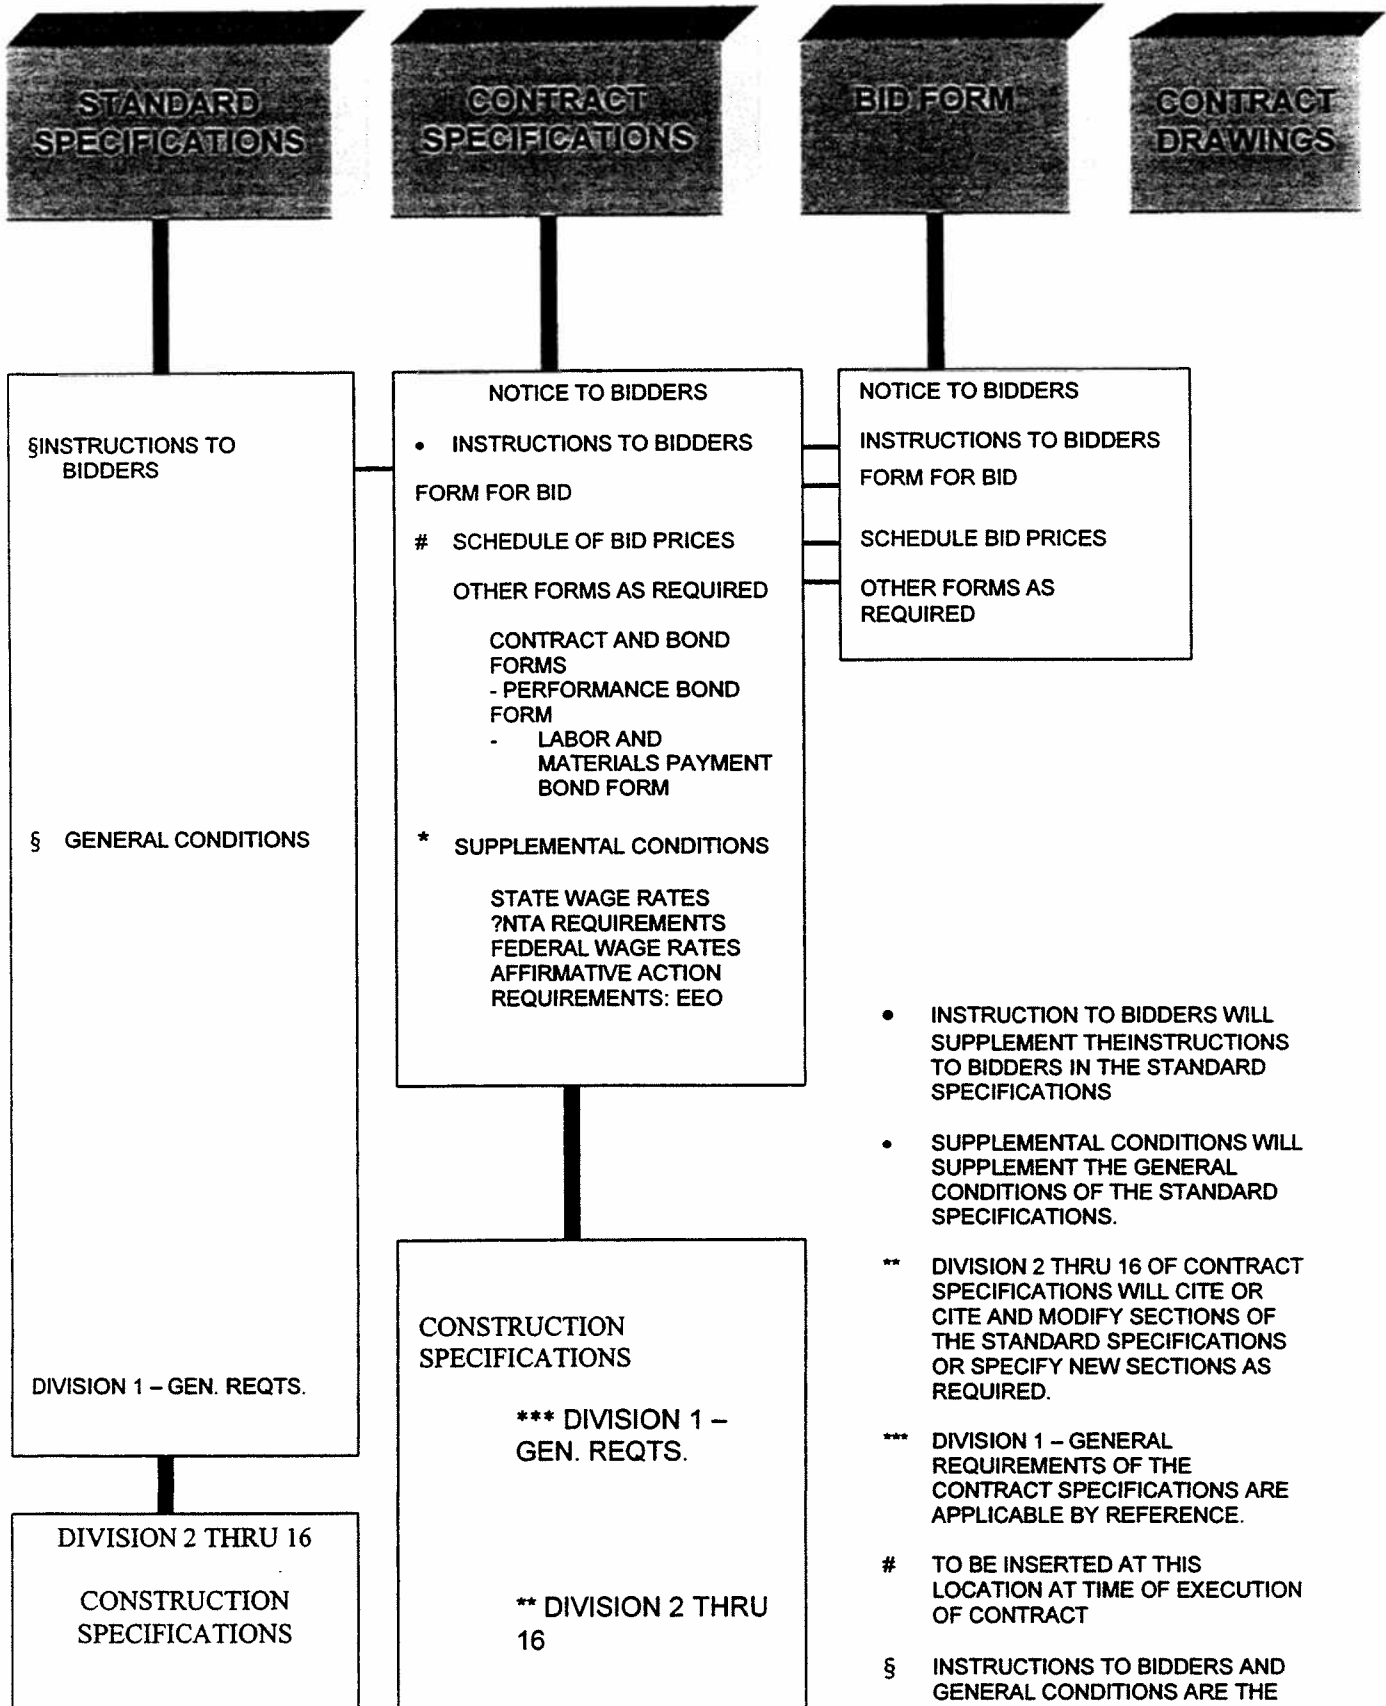 STANDARD
SPECIFICATIONS
CONTRACT
SPECIFICATIONS
BID FORM
CONTRACT
DRAWINGS
§INSTRUCTIONS TO
BIDDERS
§ GENERAL CONDITIONS
DIVISION 1 – GEN. REQTS.
DIVISION 2 THRU 16
CONSTRUCTION
SPECIFICATIONS
NOTICE TO BIDDERS
• INSTRUCTIONS TO BIDDERS
FORM FOR BID
# SCHEDULE OF BID PRICES
OTHER FORMS AS REQUIRED
CONTRACT AND BOND
FORMS
- PERFORMANCE BOND
FORM
- LABOR AND
MATERIALS PAYMENT
BOND FORM
* SUPPLEMENTAL CONDITIONS
STATE WAGE RATES
?NTA REQUIREMENTS
FEDERAL WAGE RATES
AFFIRMATIVE ACTION
REQUIREMENTS: EEO
CONSTRUCTION
SPECIFICATIONS
*** DIVISION 1 –
GEN. REQTS.
** DIVISION 2 THRU
16
NOTICE TO BIDDERS
INSTRUCTIONS TO BIDDERS
FORM FOR BID
SCHEDULE BID PRICES
OTHER FORMS AS
REQUIRED
• INSTRUCTION TO BIDDERS WILL
SUPPLEMENT THEINSTRUCTIONS
TO BIDDERS IN THE STANDARD
SPECIFICATIONS
• SUPPLEMENTAL CONDITIONS WILL
SUPPLEMENT THE GENERAL
CONDITIONS OF THE STANDARD
SPECIFICATIONS.
** DIVISION 2 THRU 16 OF CONTRACT
SPECIFICATIONS WILL CITE OR
CITE AND MODIFY SECTIONS OF
THE STANDARD SPECIFICATIONS
OR SPECIFY NEW SECTIONS AS
REQUIRED.
*** DIVISION 1 – GENERAL
REQUIREMENTS OF THE
CONTRACT SPECIFICATIONS ARE
APPLICABLE BY REFERENCE.
# TO BE INSERTED AT THIS
LOCATION AT TIME OF EXECUTION
OF CONTRACT
§ INSTRUCTIONS TO BIDDERS AND
GENERAL CONDITIONS ARE THE